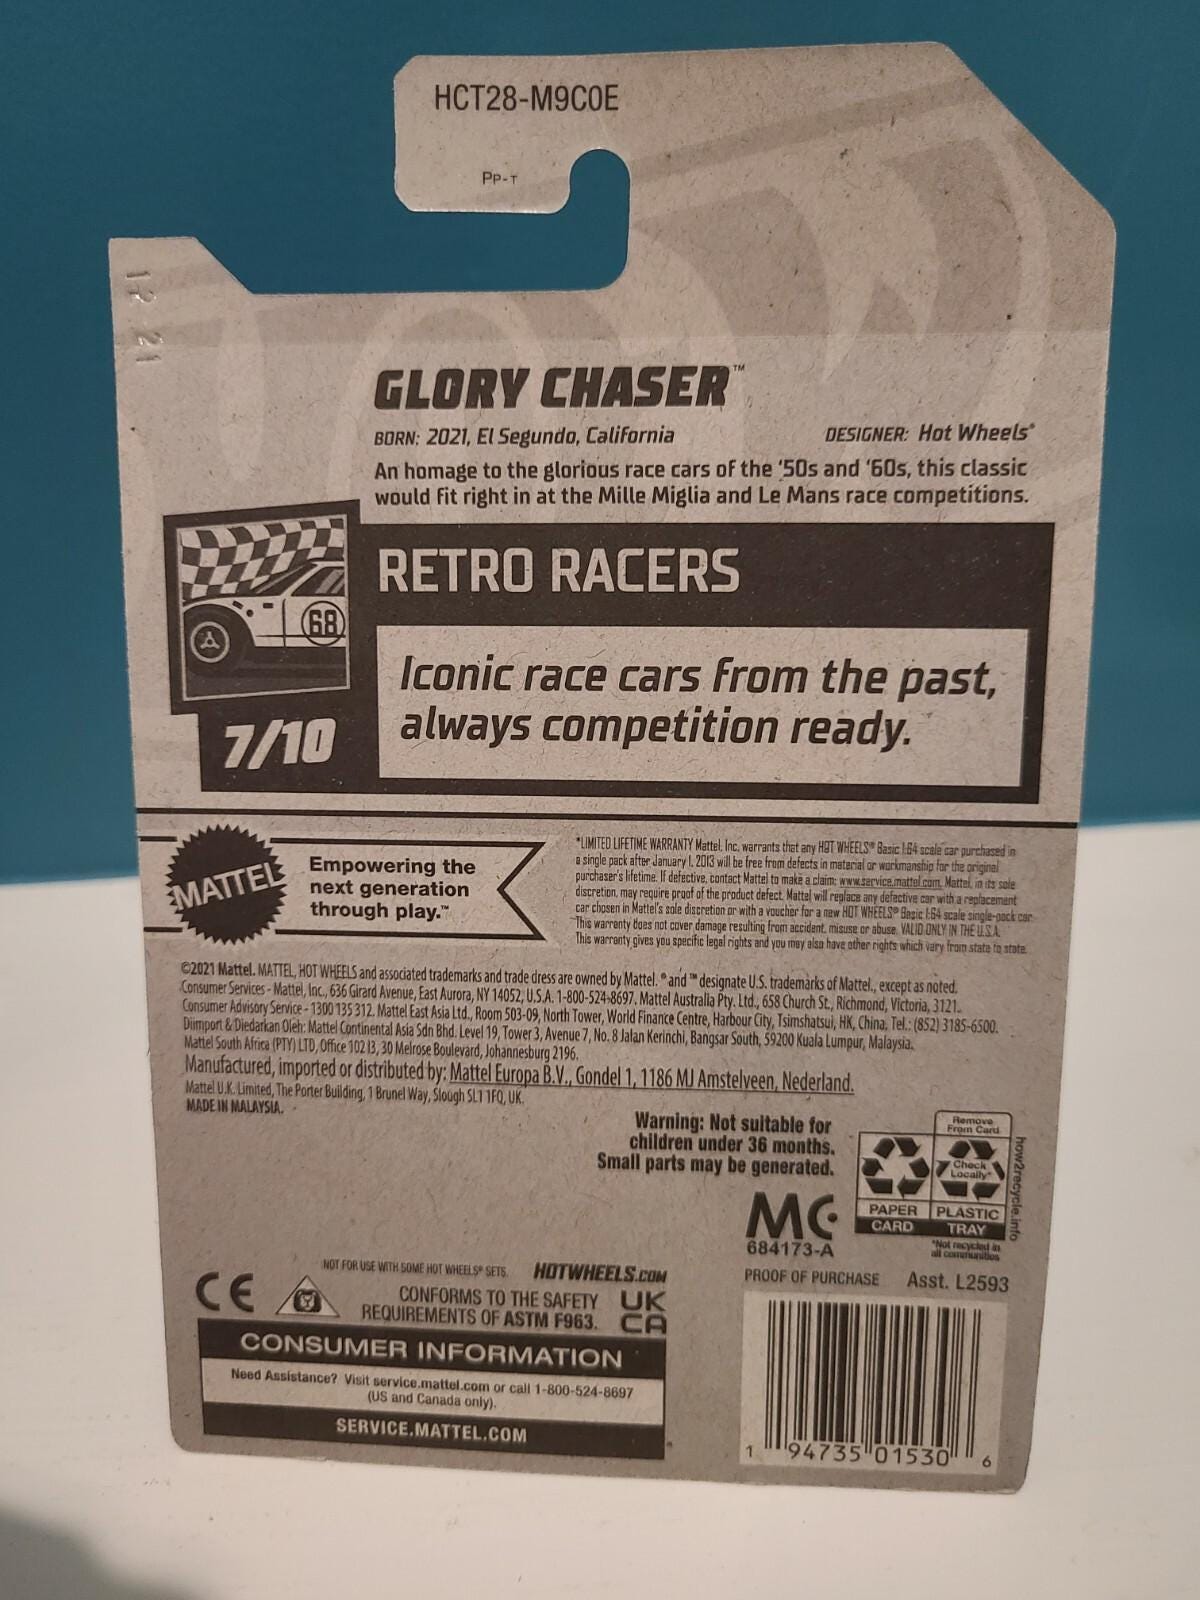 HCT28-M9C0E
Pp-T
12 21
GLORY CHASER™
BORN: 2021, El Segundo, California
DESIGNER: Hot Wheels®
An homage to the glorious race cars of the '50s and '60s, this classic
would fit right in at the Mille Miglia and Le Mans race competitions.
RETRO RACERS
68
Iconic race cars from the past,
always competition ready.
7/10
MATTEL
Empowering the
next generation
through play.™
*LIMITED LIFETIME WARRANTY Mattel, Inc. warrants that any HOT WHEELS® Basic 1:64 scale car purchased in
a single pack after January 1, 2013 will be free from defects in material or workmanship for the original
purchaser's lifetime. If defective, contact Mattel to make a claim: www.service.mattel.com. Mattel, in its sole
discretion, may require proof of the product defect. Mattel will replace any defective car with a replacement
car chosen in Mattel's sole discretion or with a voucher for a new HOT WHEELS® Basic 1:64 scale single-pack car.
This warranty does not cover damage resulting from accident, misuse or abuse. VALID ONLY IN THE U.S.A.
This warranty gives you specific legal rights and you may also have other rights which vary from state to state.
©2021 Mattel. MATTEL, HOT WHEELS and associated trademarks and trade dress are owned by Mattel. ® and ™ designate U.S. trademarks of Mattel., except as noted.
Consumer Services - Mattel, Inc., 636 Girard Avenue, East Aurora, NY 14052, U.S.A. 1-800-524-8697. Mattel Australia Pty. Ltd., 658 Church St., Richmond, Victoria, 3121.
Consumer Advisory Service - 1300 135 312. Mattel East Asia Ltd., Room 503-09, North Tower, World Finance Centre, Harbour City, Tsimshatsui, HK, China. Tel.: (852) 3185-6500.
Diimport & Diedarkan Oleh: Mattel Continental Asia Sdn Bhd. Level 19, Tower 3, Avenue 7, No. 8 Jalan Kerinchi, Bangsar South, 59200 Kuala Lumpur, Malaysia.
Mattel South Africa (PTY) LTD, Office 102 I3, 30 Melrose Boulevard, Johannesburg 2196.
Manufactured, imported or distributed by: Mattel Europa B.V., Gondel 1, 1186 MJ Amstelveen, Nederland.
Mattel U.K. Limited, The Porter Building, 1 Brunel Way, Slough SL1 1FQ, UK.
MADE IN MALAYSIA.
Warning: Not suitable for
children under 36 months.
Small parts may be generated.
Remove
From Card
Check
Locally*
PAPER
PLASTIC
CARD
TRAY
*Not recycled in
all communities
how2recycle.info
MC
684173-A
NOT FOR USE WITH SOME HOT WHEELS® SETS.
HOTWHEELS.COM
CE
CONFORMS TO THE SAFETY
REQUIREMENTS OF ASTM F963.
UK
CA
CONSUMER INFORMATION
Need Assistance? Visit service.mattel.com or call 1-800-524-8697
(US and Canada only).
SERVICE.MATTEL.COM
PROOF OF PURCHASE
Asst. L2593
1 94735 01530 6